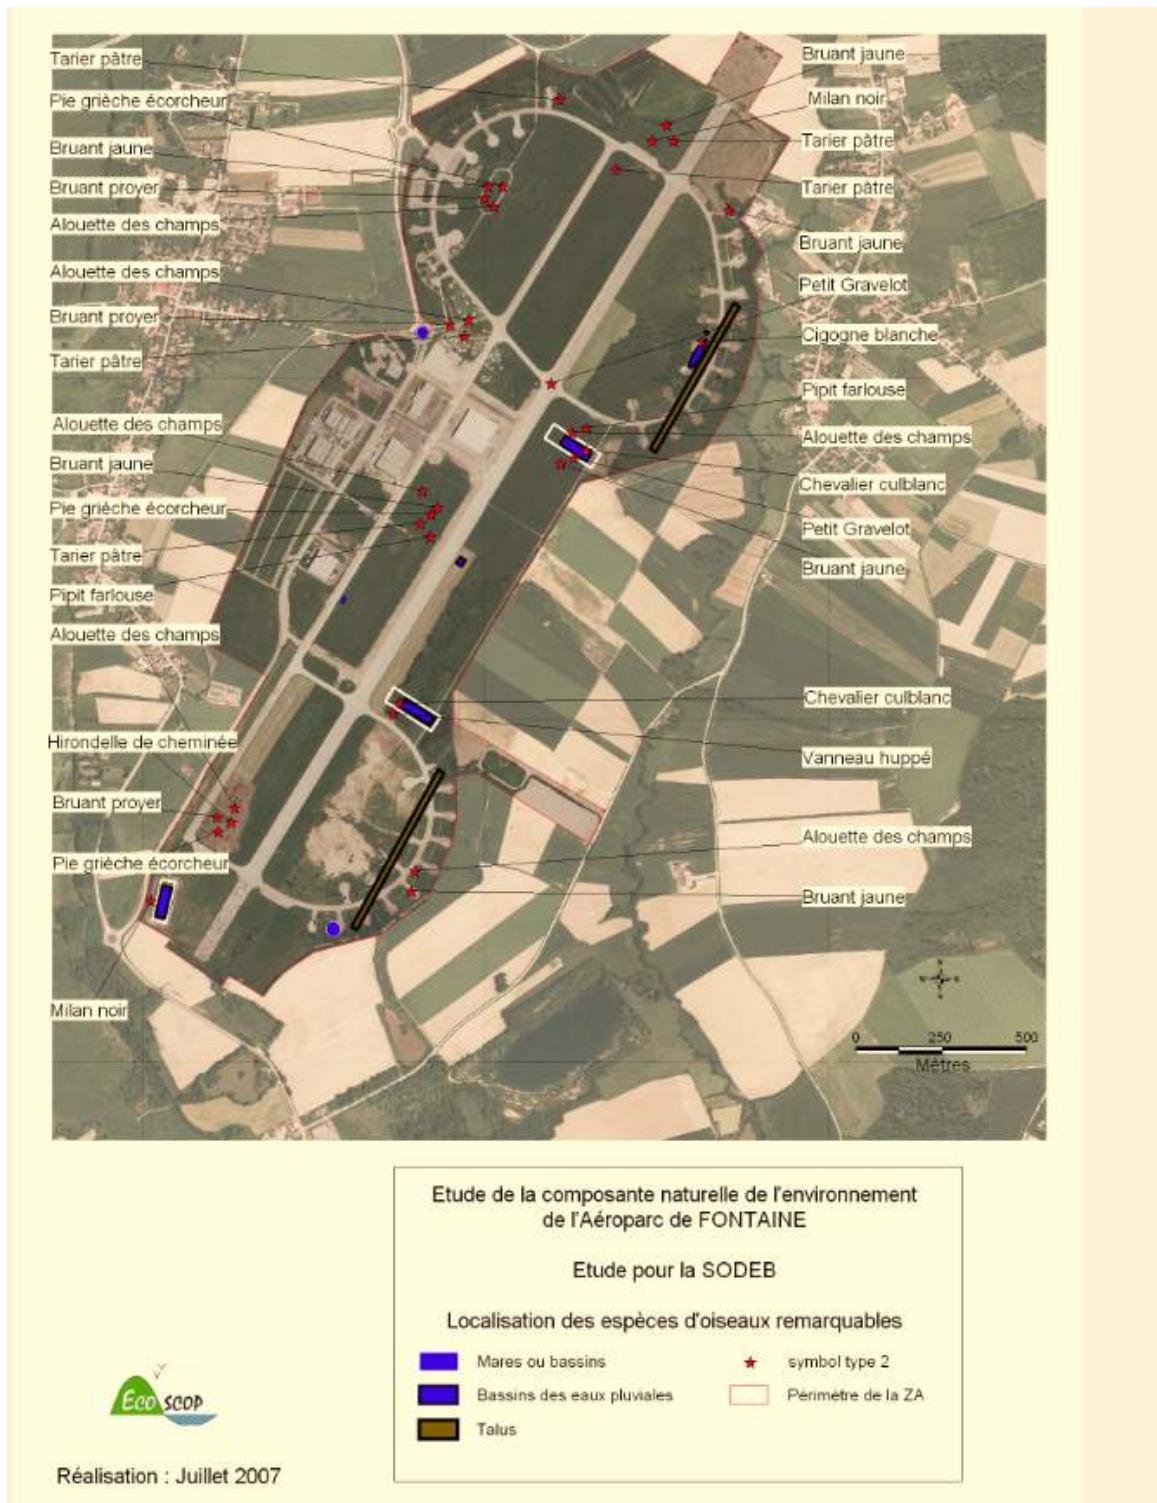 Tarier pâtre
Pie grièche écorcheur
Bruant jaune
Bruant proyer
Alouette des champs
Alouette des champs
Bruant proyer
Tarier pâtre
Alouette des champs
Bruant jaune
Pie grièche écorcheur
Tarier pâtre
Pipit farlouse
Alouette des champs
Hirondelle de cheminée
Bruant proyer
Pie grièche écorcheur
Milan noir
Bruant jaune
Milan noir
Tarier pâtre
Tarier pâtre
Bruant jaune
Petit Gravelot
Cigogne blanche
Pipit farlouse
Alouette des champs
Chevalier culblanc
Petit Gravelot
Bruant jaune
Chevalier culblanc
Vanneau huppé
Alouette des champs
Bruant jaune
0 250 500
Mètres
Etude de la composante naturelle de l'environnement
de l'Aéroparc de FONTAINE
Etude pour la SODEB
Localisation des espèces d'oiseaux remarquables
Mares ou bassins
symbol type 2
Bassins des eaux pluviales
Périmètre de la ZA
Talus
ECO SCOP
Réalisation : Juillet 2007